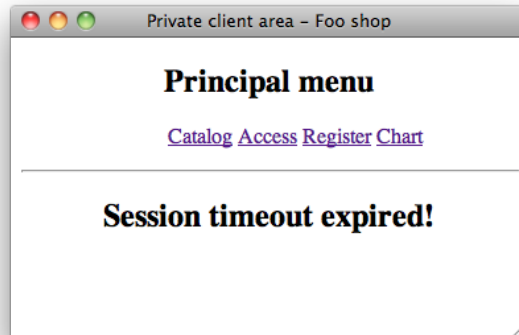 Private client area – Foo shop
Principal menu
Catalog Access Register Chart
Session timeout expired!